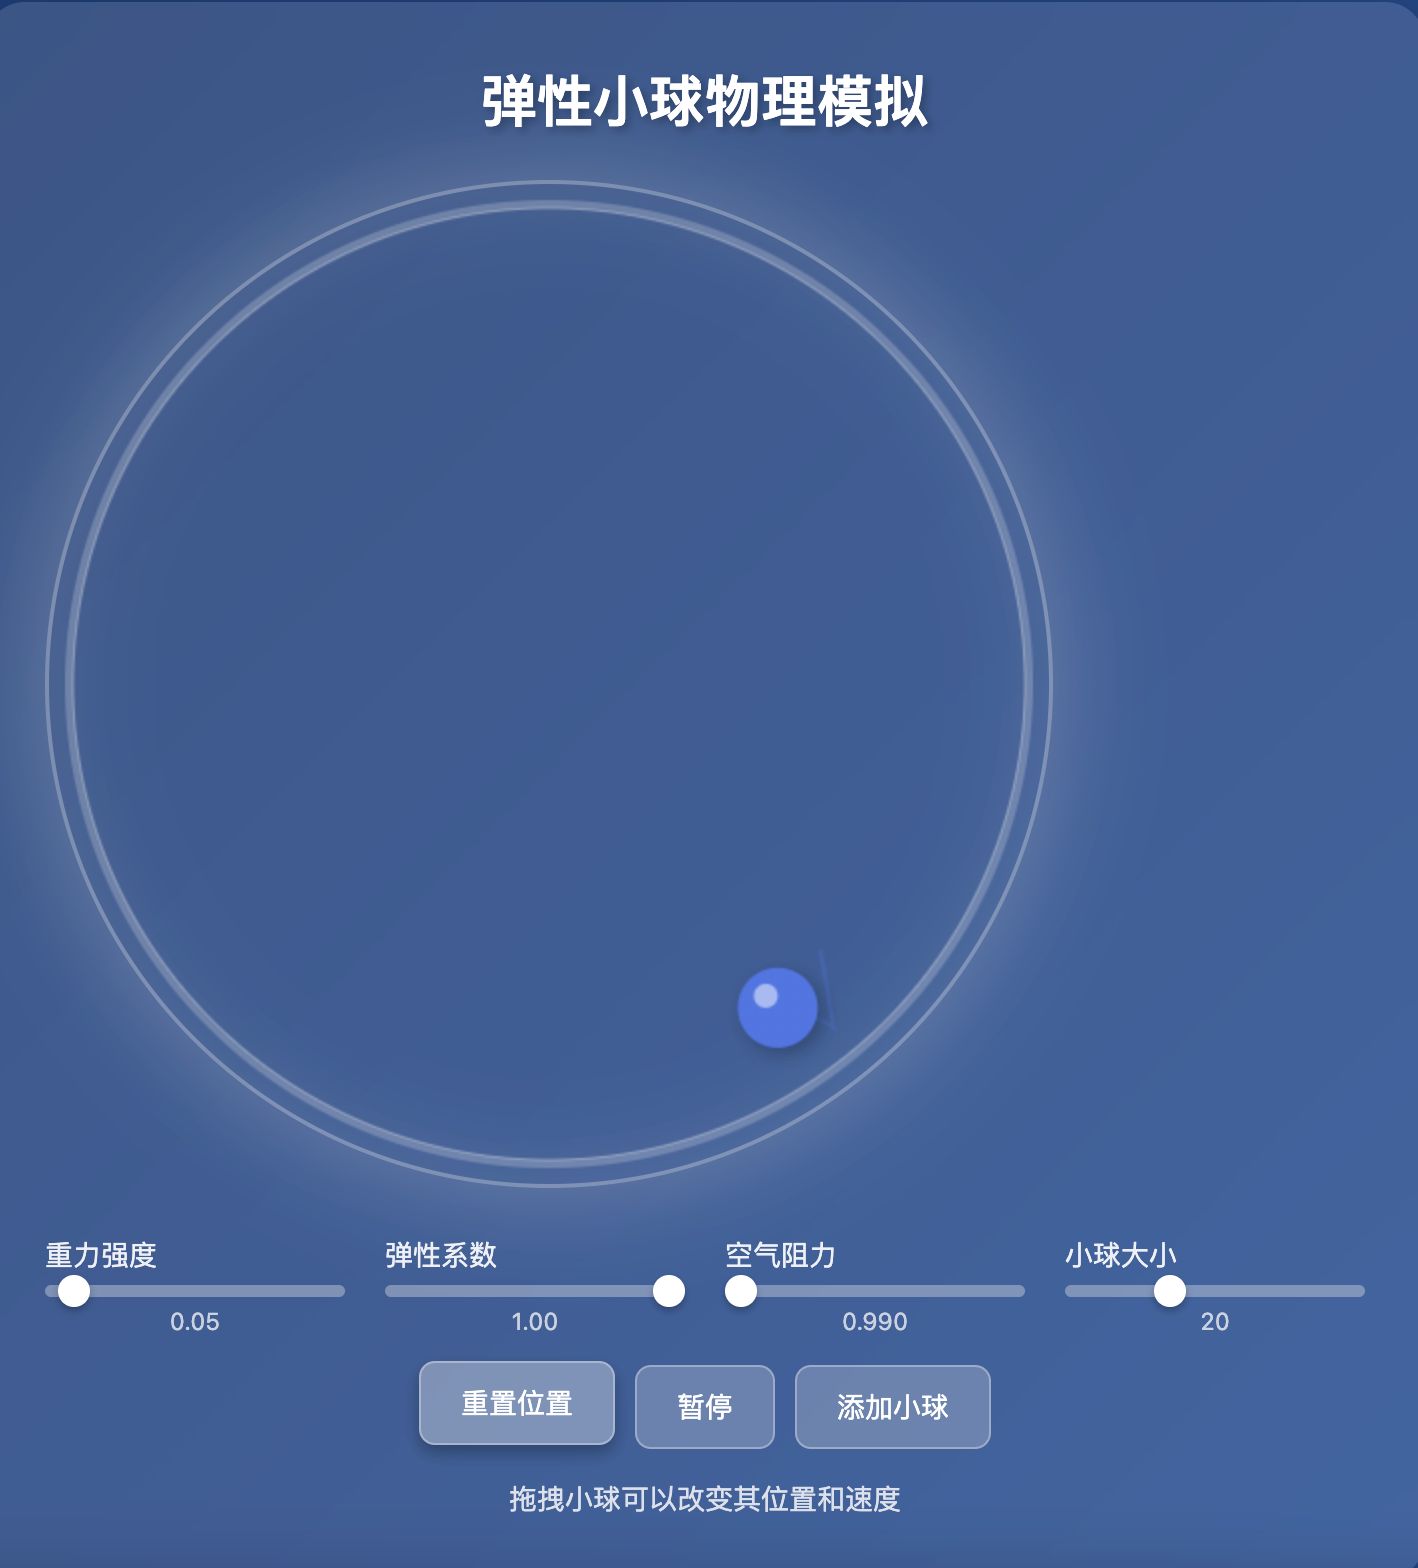 弹性小球物理模拟
重力强度 弹性系数 空气阻力 小球大小
0.05 1.00 0.990 20
重置位置 暂停 添加小球
拖拽小球可以改变其位置和速度